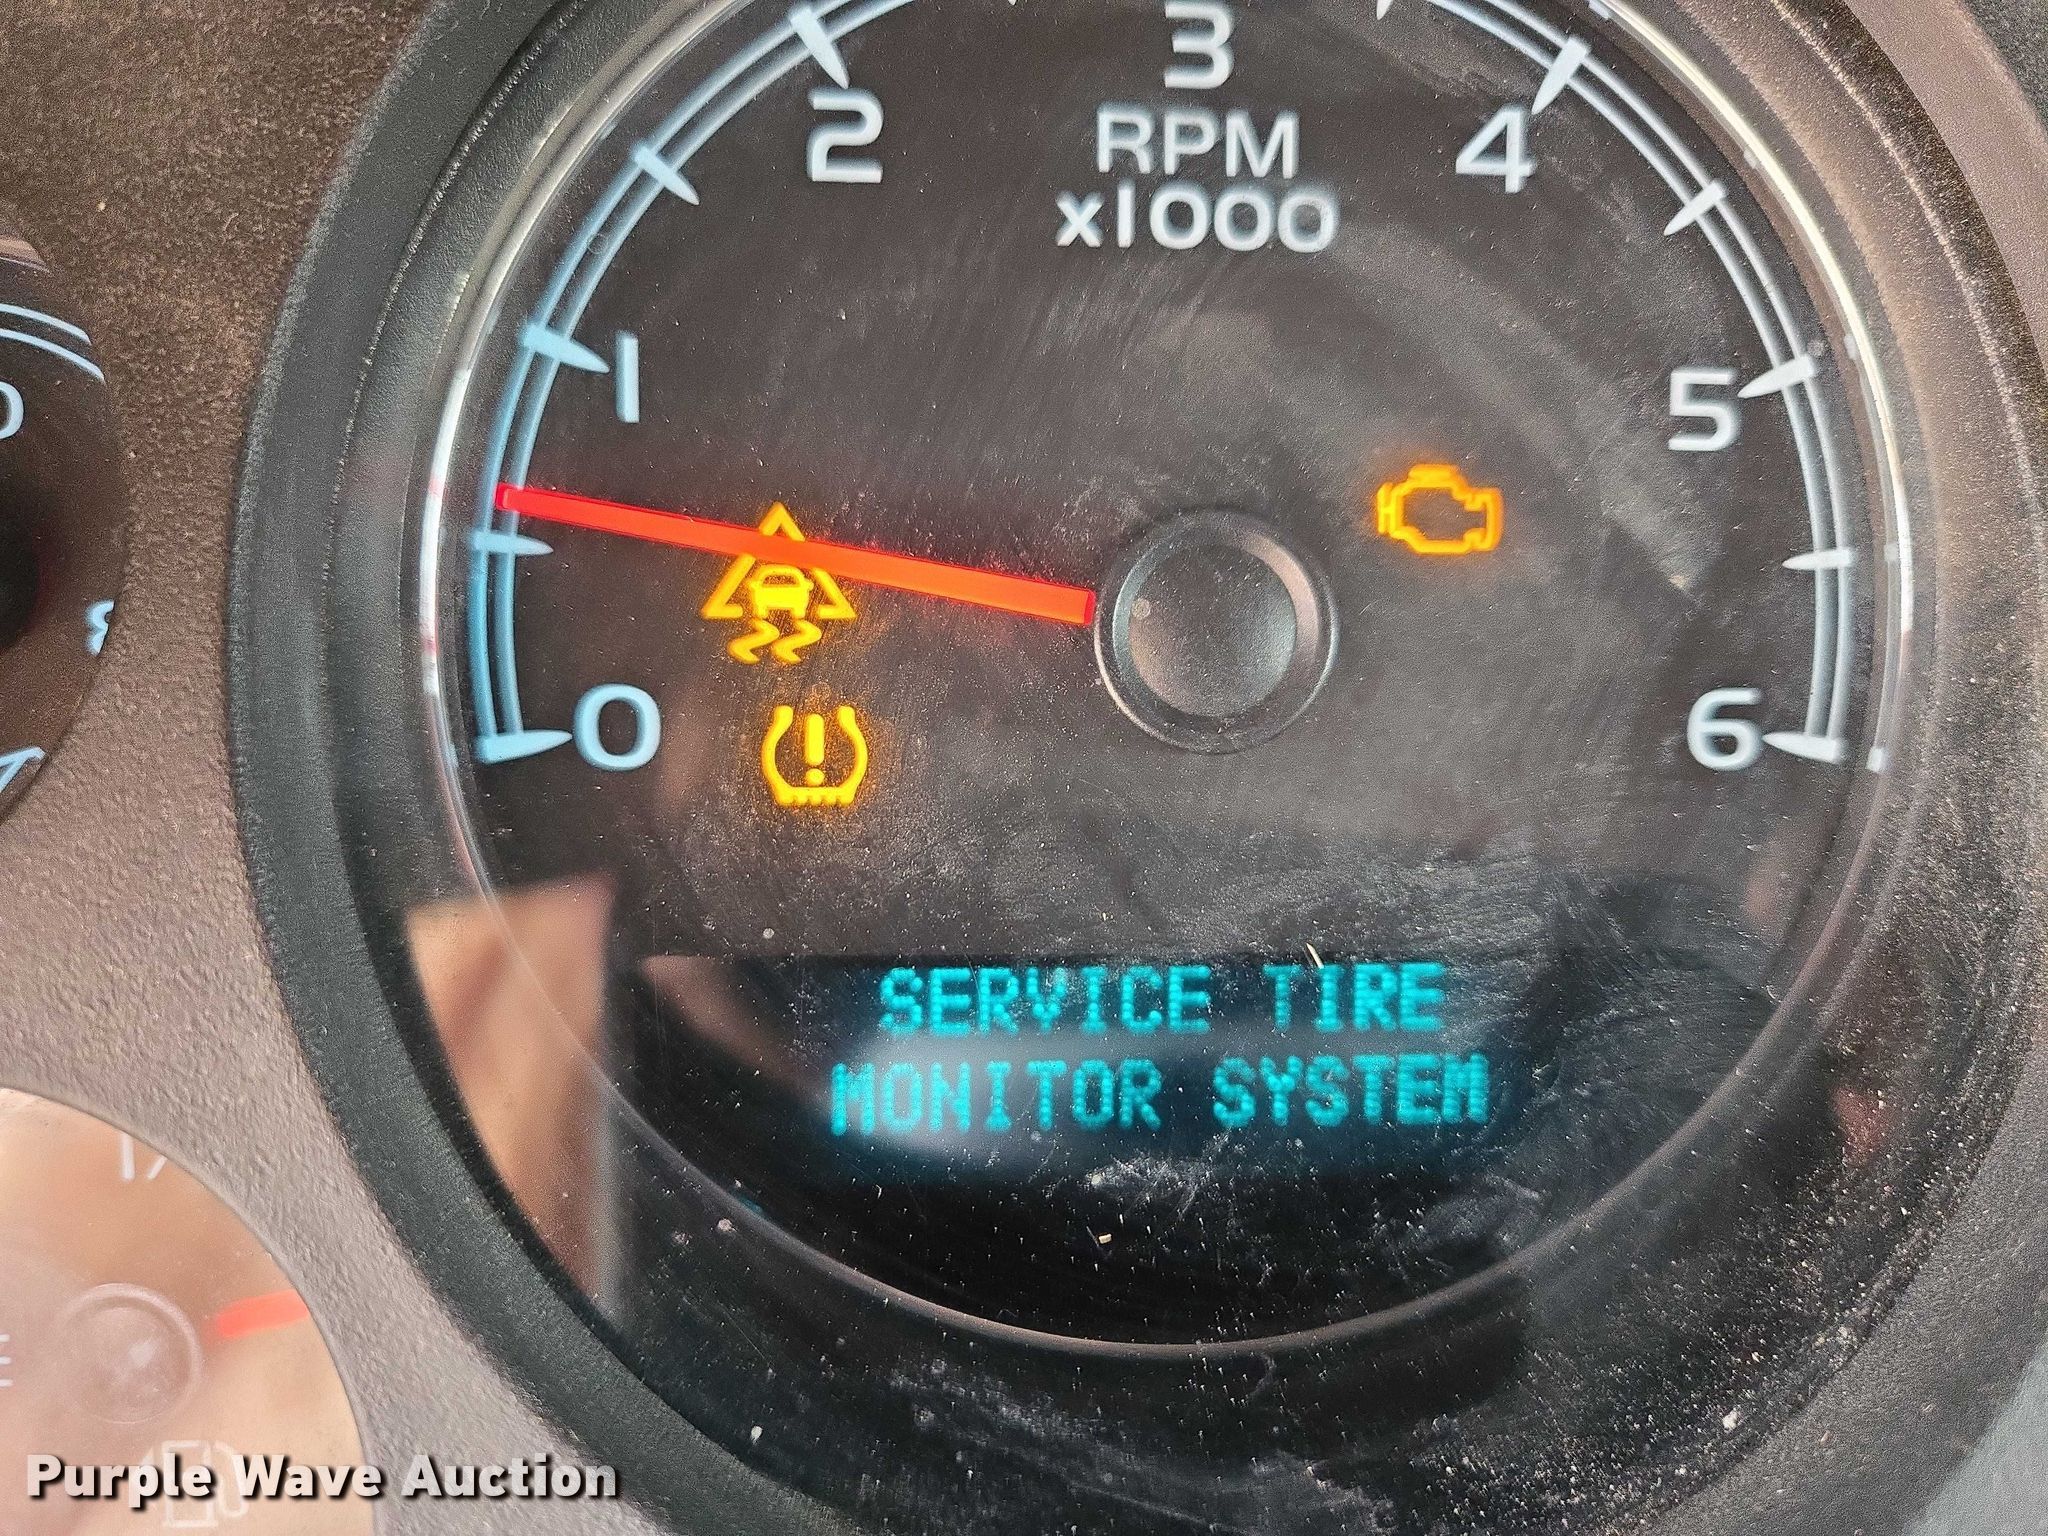 3
2
4
RPM
x1000
1
5
0
6
SERVICE TIRE
MONITOR SYSTEM
Purple Wave Auction